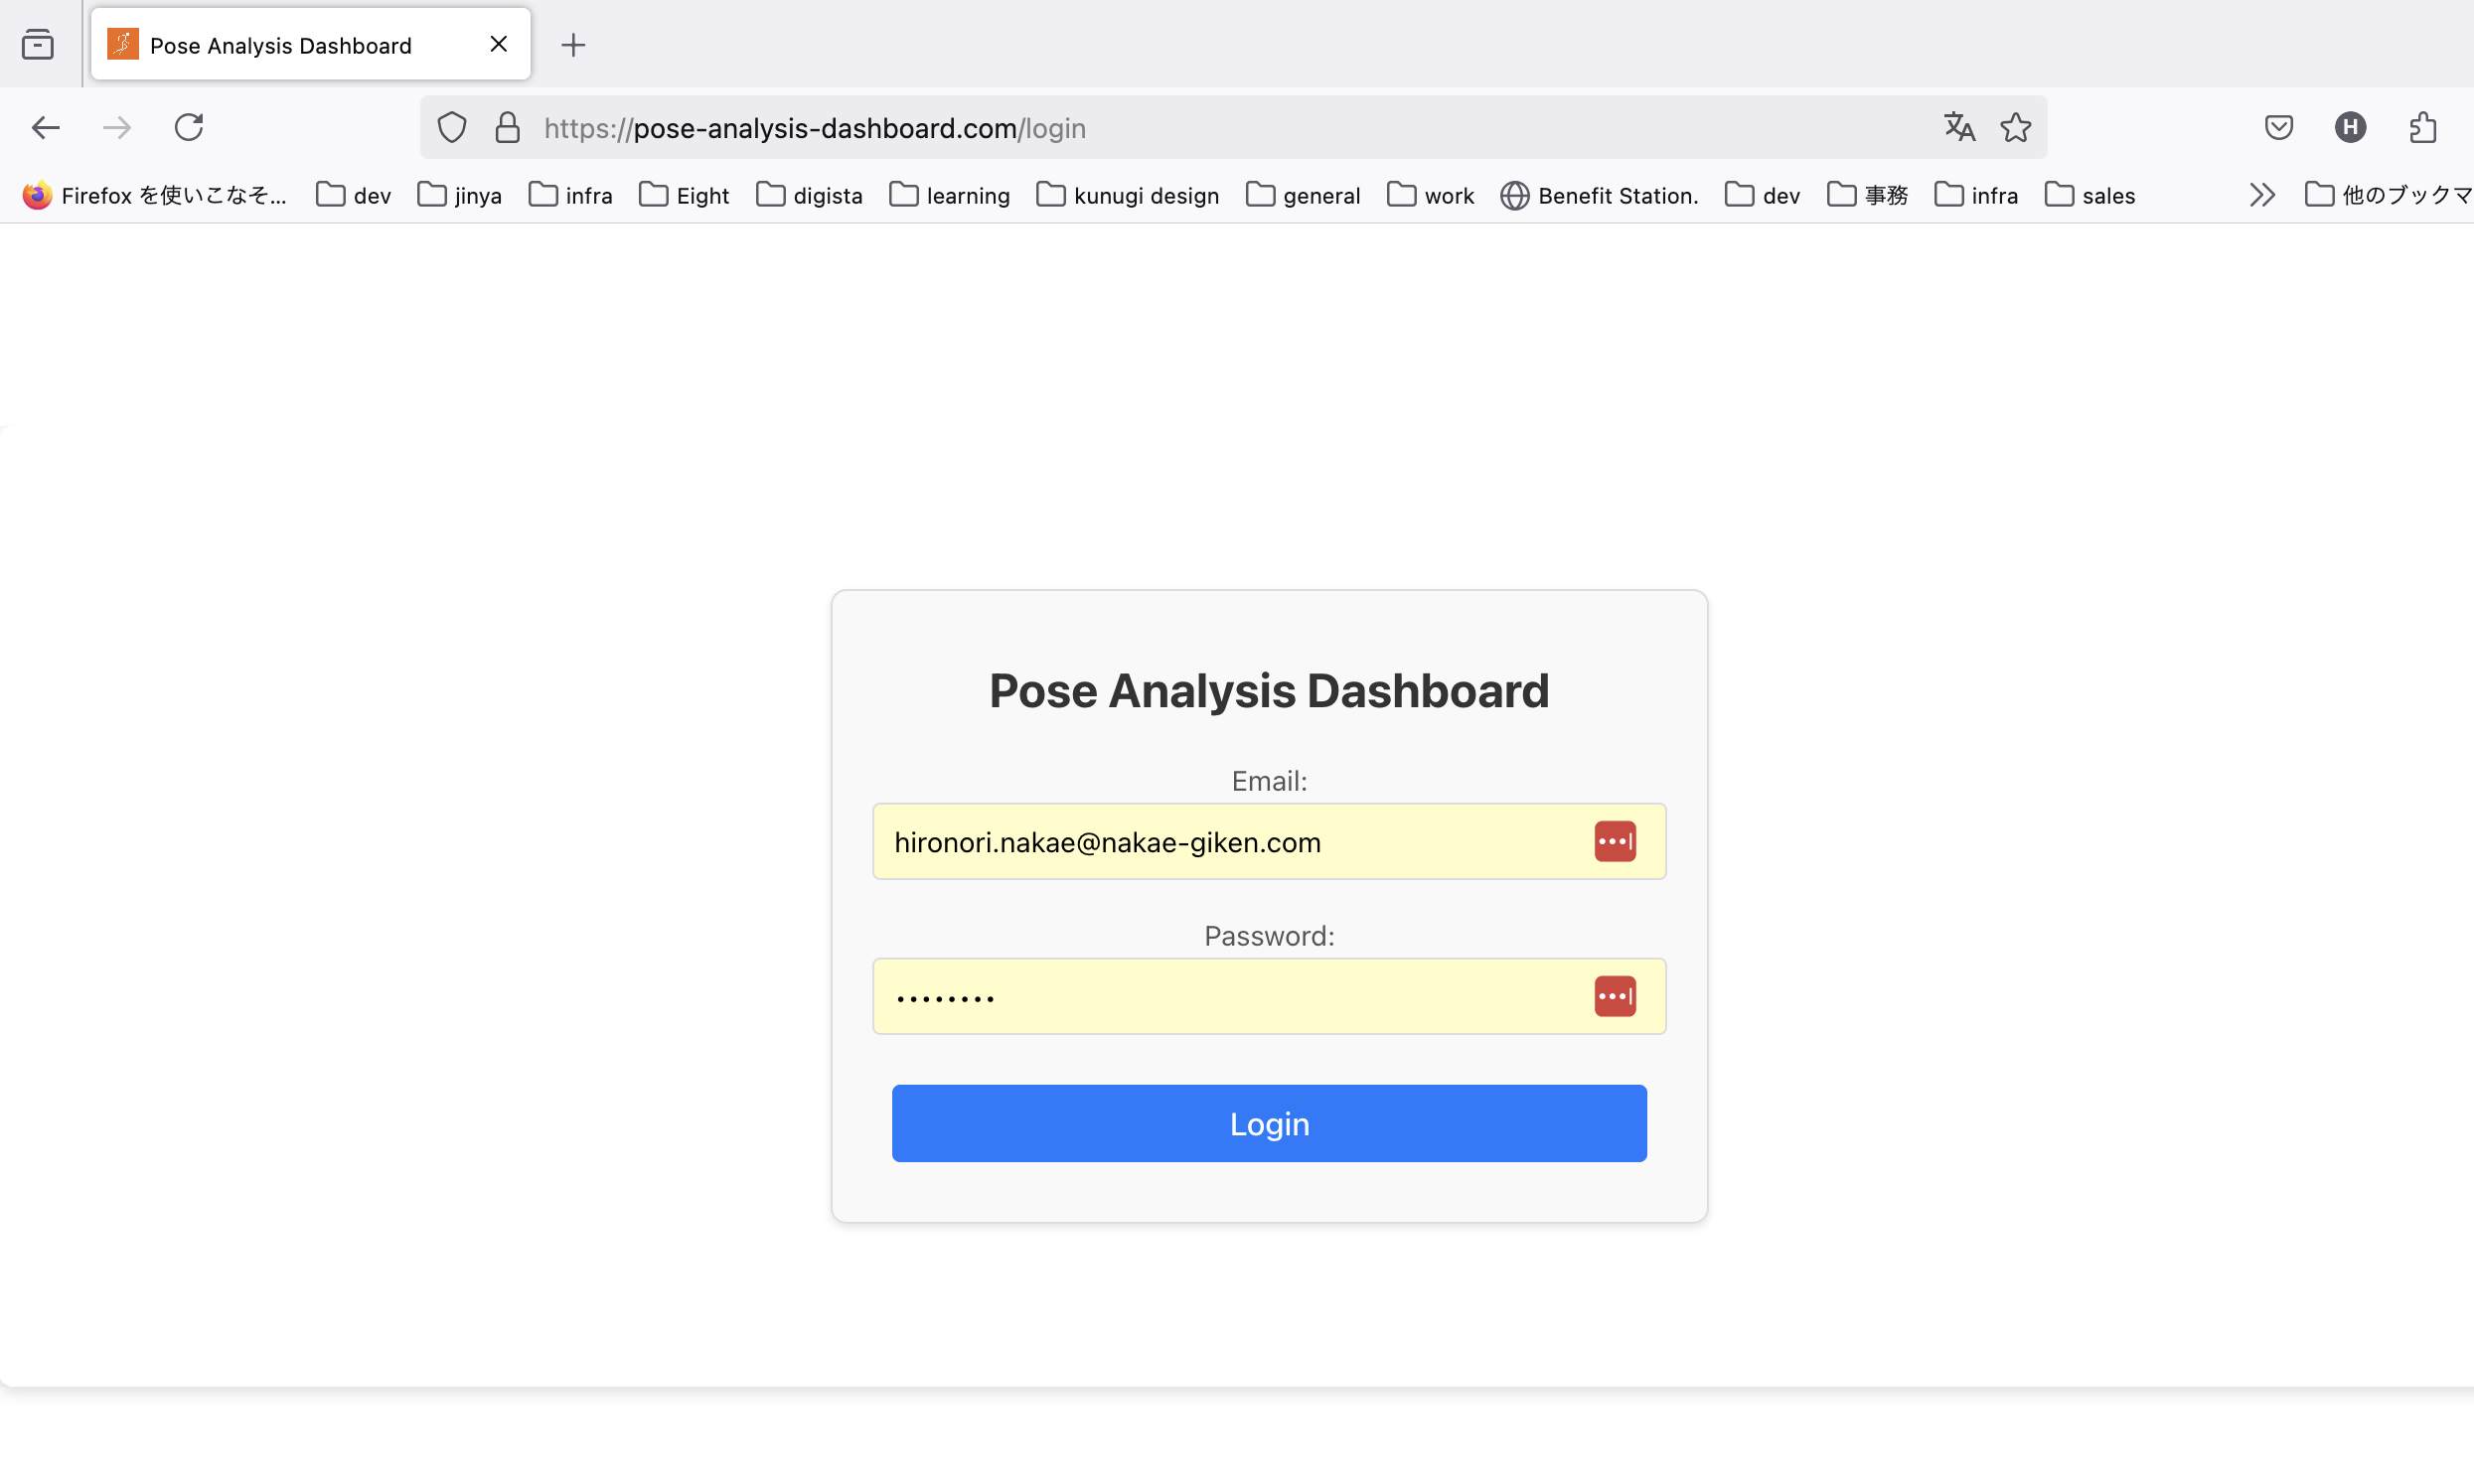 Pose Analysis Dashboard
https://pose-analysis-dashboard.com/login
H
Firefox を使いこなそ... dev jinya infra Eight digista learning kunugi design general work Benefit Station. dev 事務 infra sales 他のブックマ
Pose Analysis Dashboard
Email:
hironori.nakae@nakae-giken.com
Password:
••••••••
Login